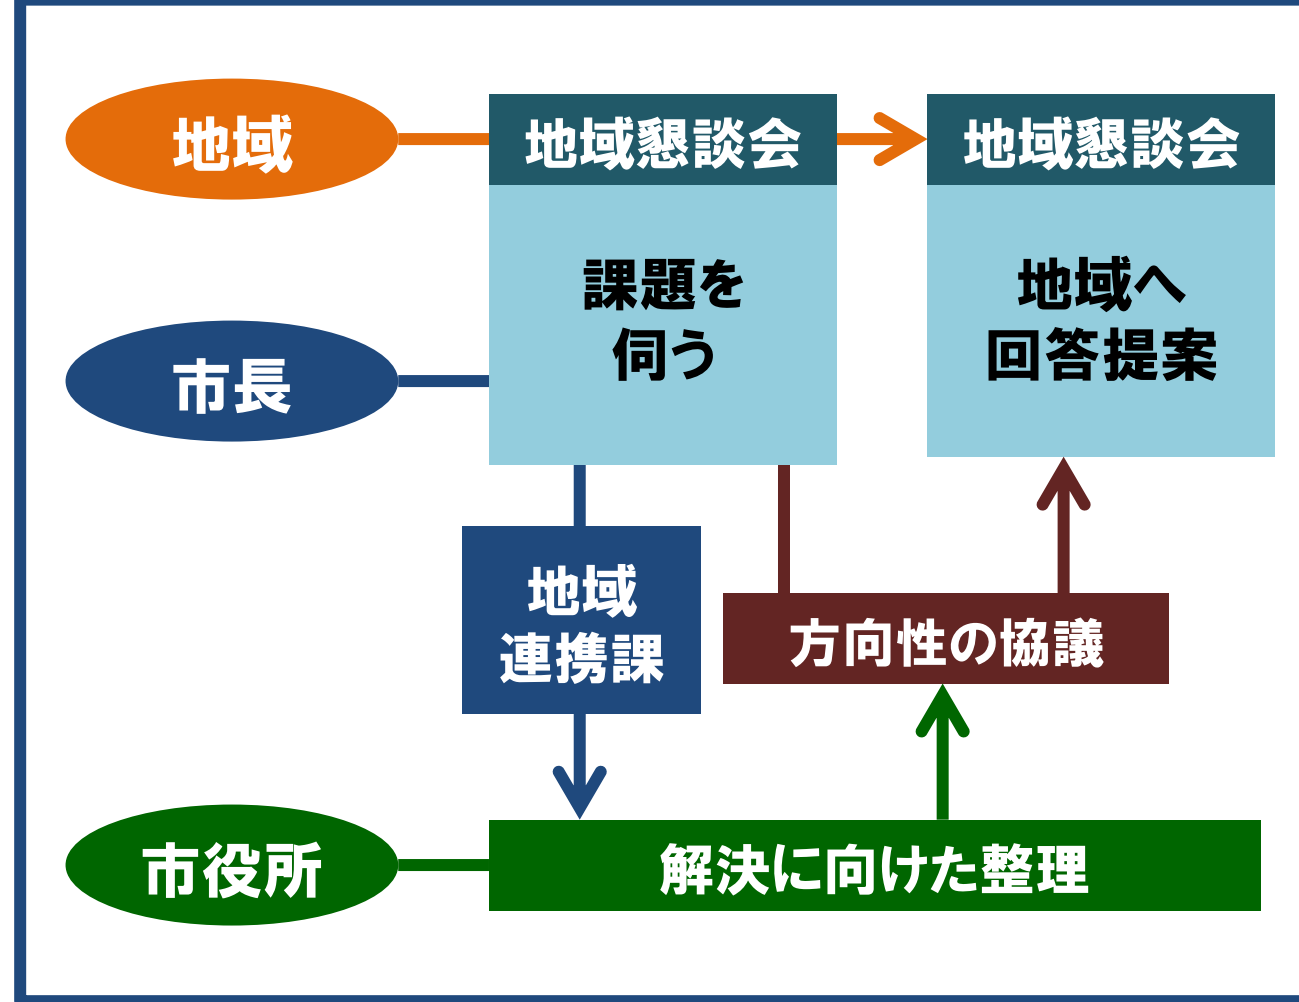 地域
地域懇談会
地域懇談会
課題を
伺う
地域へ
回答提案
市長
地域
連携課
方向性の協議
市役所
解決に向けた整理